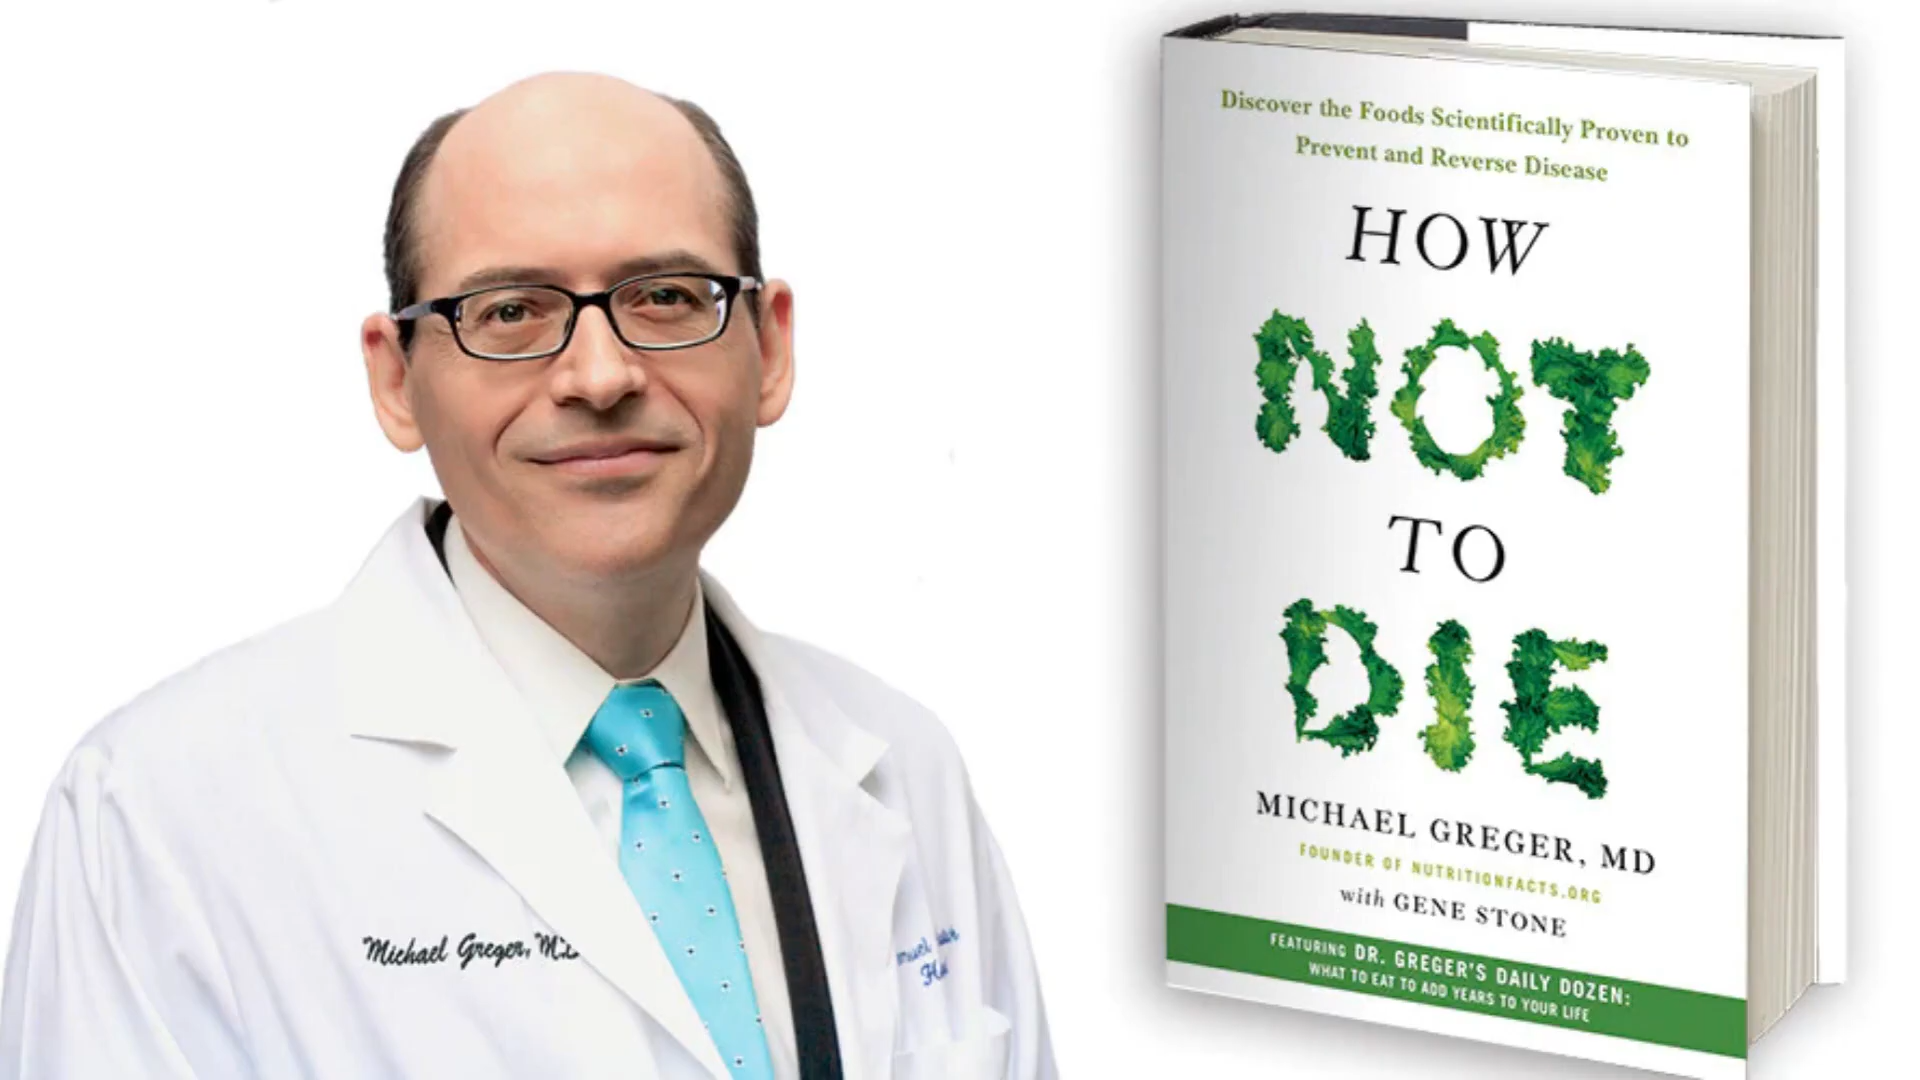 Michael Greger, M.D
Discover the Foods Scientifically Proven to
Prevent and Reverse Disease
HOW
NOT
TO
DIE
MICHAEL GREGER, MD
FOUNDER OF NUTRITIONFACTS.ORG
with GENE STONE
FEATURING DR. GREGER'S DAILY DOZEN:
WHAT TO EAT TO ADD YEARS TO YOUR LIFE